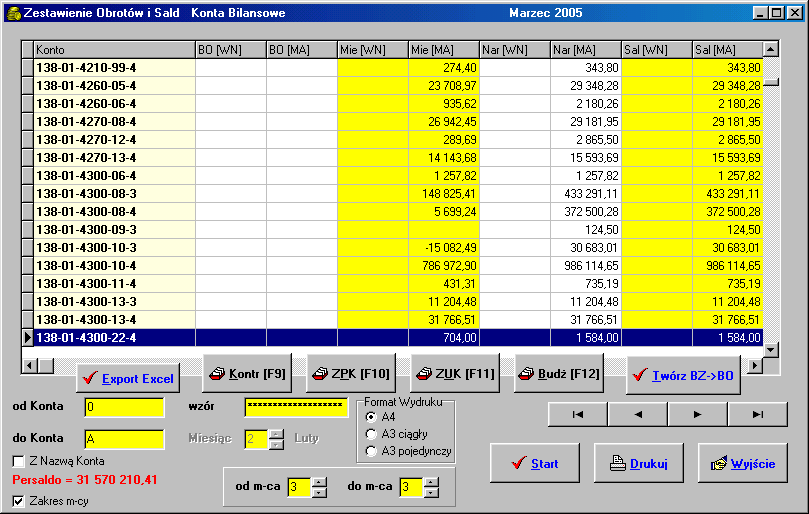 Zestawienie Obrotów i Sald Konta Bilansowe Marzec 2005
Konto BO [WN] BO [MA] Mie [WN] Mie [MA] Nar [WN] Nar [MA] Sal [WN] Sal [MA]
138-01-4210-99-4 274,40 343,80 343,80
138-01-4260-05-4 23 708,97 29 348,28 29 348,28
138-01-4260-06-4 935,62 2 180,26 2 180,26
138-01-4270-08-4 26 942,45 29 181,95 29 181,95
138-01-4270-12-4 289,69 2 865,50 2 865,50
138-01-4270-13-4 14 143,68 15 593,69 15 593,69
138-01-4300-06-4 1 257,82 1 257,82 1 257,82
138-01-4300-08-3 148 825,41 433 291,11 433 291,11
138-01-4300-08-4 5 699,24 372 500,28 372 500,28
138-01-4300-09-3 124,50 124,50
138-01-4300-10-3 -15 082,49 30 683,01 30 683,01
138-01-4300-10-4 786 972,90 986 114,65 986 114,65
138-01-4300-11-4 431,31 735,19 735,19
138-01-4300-13-3 11 204,48 11 204,48 11 204,48
138-01-4300-13-4 31 766,51 31 766,51 31 766,51
138-01-4300-22-4 704,00 1 584,00 1 584,00
Export Excel Kontr [F9] ZPK [F10] ZUK [F11] Budż [F12] Twórz BZ->BO
od Konta 0 wzór ******************* Format Wydruku
A4
do Konta A Miesiąc 2 Luty A3 ciągły
A3 pojedynczy
Z Nazwą Konta
Start Drukuj Wyjście
Persaldo = 31 570 210,41
od m-ca 3 do m-ca 3
Zakres m-cy